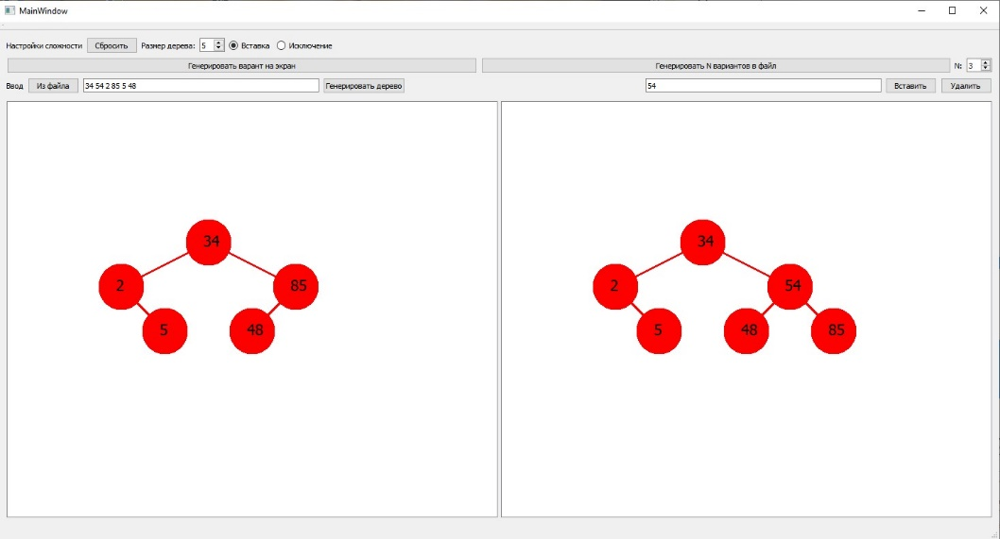 MainWindow
Настройки сложности Сбросить Размер дерева: 5 Вставка Исключение
Генерировать варант на экран Генерировать N вариантов в файл N: 3
Ввод Из файла 34 54 2 85 5 48 Генерировать дерево 54 Вставить Удалить
34 34
2 85 2 54
5 48 5 48 85